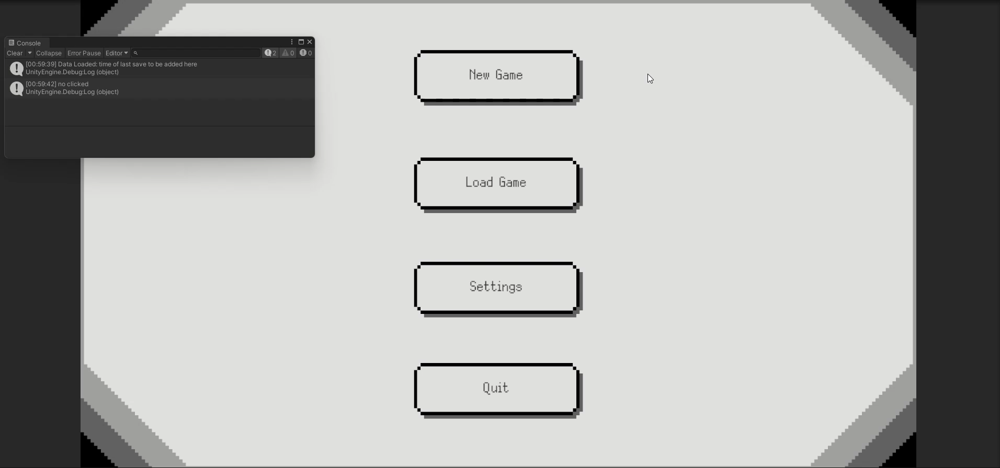 Console
Clear Collapse Error Pause Editor 2 0 0
[00:59:39] Data Loaded: time of last save to be added here
UnityEngine.Debug:Log (object)
[00:59:42] no clicked
UnityEngine.Debug:Log (object)
New Game
Load Game
Settings
Quit